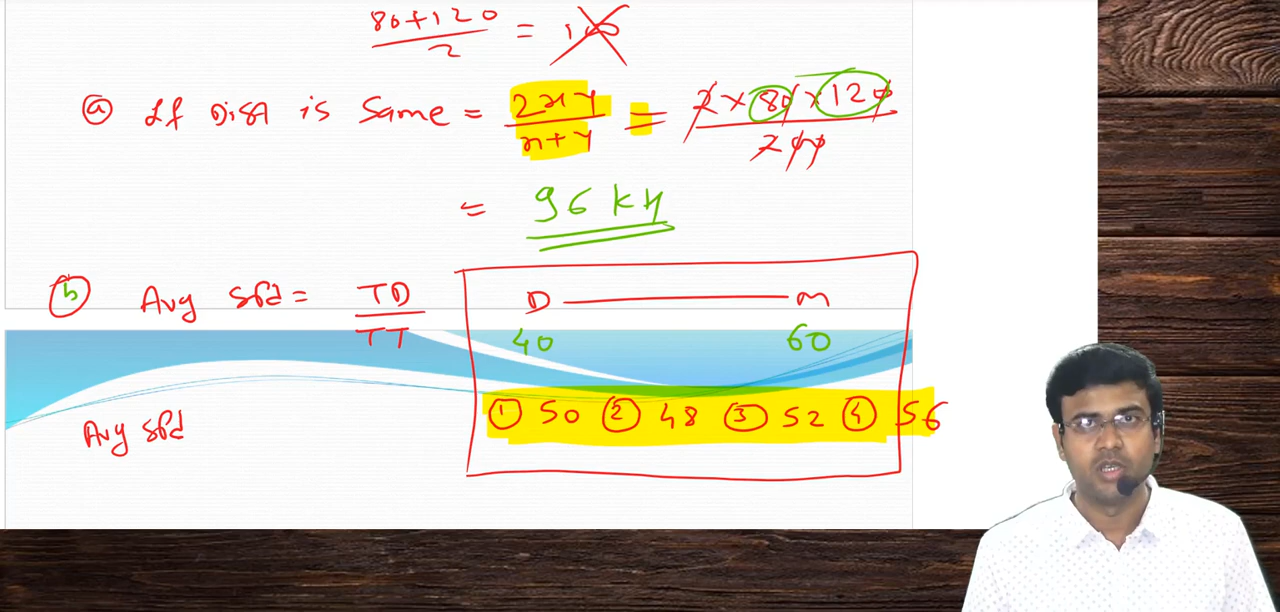 80+120
2
= 100
a If Dist is same = 2xy
x+y
= 2×80×120
200
= 96 KH
b Avg Spd = TD
TT
D m
40 60
1 50 2 48 3 52 4 56
Avg Spd